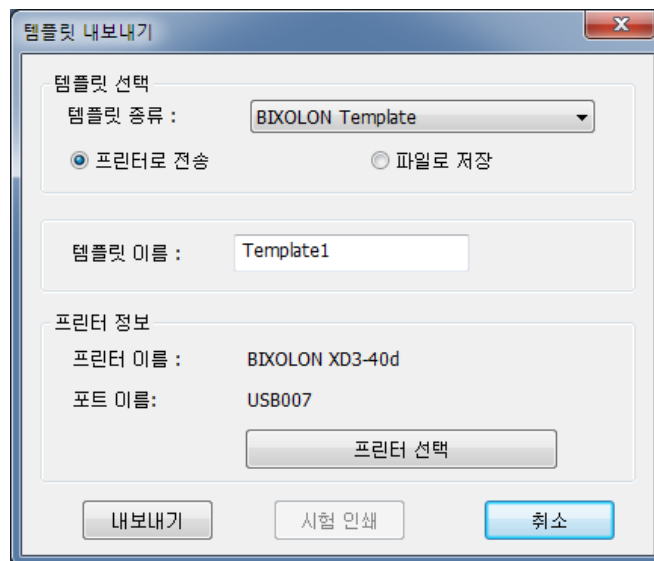 템플릿 내보내기
템플릿 선택
템플릿 종류 : BIXOLON Template
프린터로 전송 파일로 저장
템플릿 이름 : Template1
프린터 정보
프린터 이름 : BIXOLON XD3-40d
포트 이름: USB007
프린터 선택
내보내기 시험 인쇄 취소